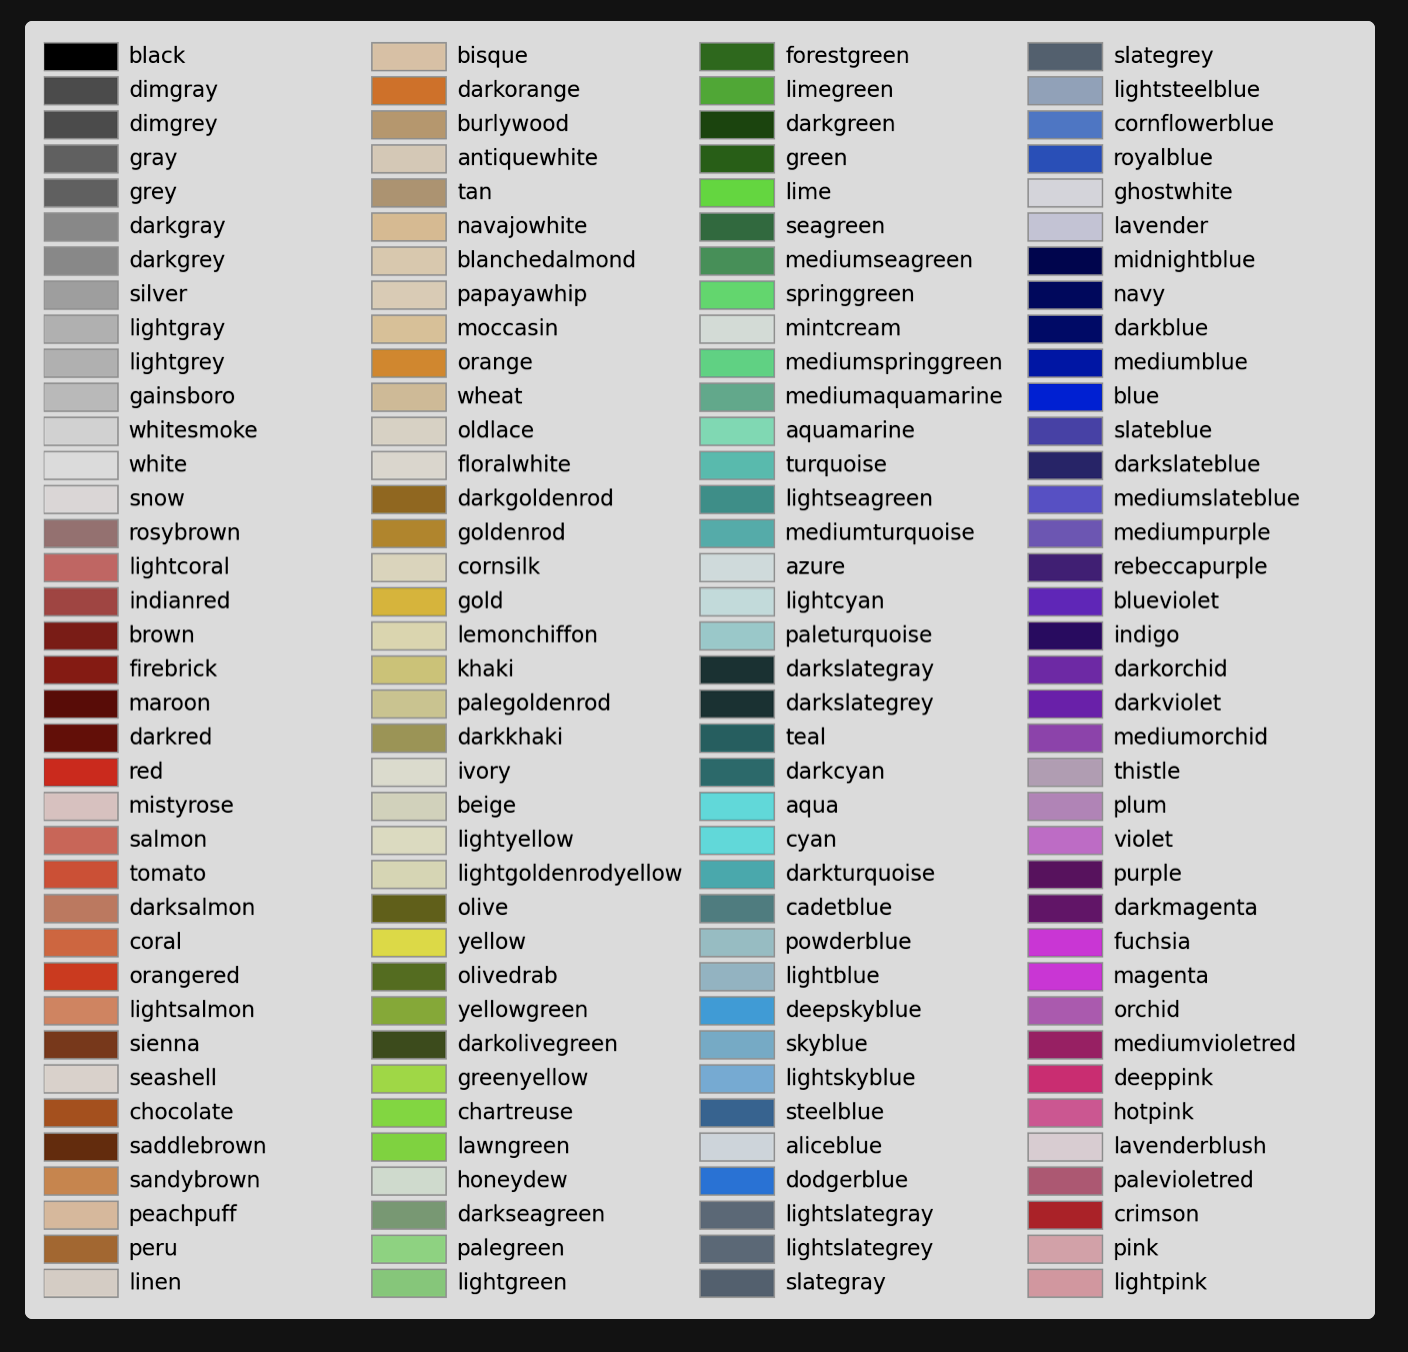 black
dimgray
dimgrey
gray
grey
darkgray
darkgrey
silver
lightgray
lightgrey
gainsboro
whitesmoke
white
snow
rosybrown
lightcoral
indianred
brown
firebrick
maroon
darkred
red
mistyrose
salmon
tomato
darksalmon
coral
orangered
lightsalmon
sienna
seashell
chocolate
saddlebrown
sandybrown
peachpuff
peru
linen
bisque
darkorange
burlywood
antiquewhite
tan
navajowhite
blanchedalmond
papayawhip
moccasin
orange
wheat
oldlace
floralwhite
darkgoldenrod
goldenrod
cornsilk
gold
lemonchiffon
khaki
palegoldenrod
darkkhaki
ivory
beige
lightyellow
lightgoldenrodyellow
olive
yellow
olivedrab
yellowgreen
darkolivegreen
greenyellow
chartreuse
lawngreen
honeydew
darkseagreen
palegreen
lightgreen
forestgreen
limegreen
darkgreen
green
lime
seagreen
mediumseagreen
springgreen
mintcream
mediumspringgreen
mediumaquamarine
aquamarine
turquoise
lightseagreen
mediumturquoise
azure
lightcyan
paleturquoise
darkslategray
darkslategrey
teal
darkcyan
aqua
cyan
darkturquoise
cadetblue
powderblue
lightblue
deepskyblue
skyblue
lightskyblue
steelblue
aliceblue
dodgerblue
lightslategray
lightslategrey
slategray
slategrey
lightsteelblue
cornflowerblue
royalblue
ghostwhite
lavender
midnightblue
navy
darkblue
mediumblue
blue
slateblue
darkslateblue
mediumslateblue
mediumpurple
rebeccapurple
blueviolet
indigo
darkorchid
darkviolet
mediumorchid
thistle
plum
violet
purple
darkmagenta
fuchsia
magenta
orchid
mediumvioletred
deeppink
hotpink
lavenderblush
palevioletred
crimson
pink
lightpink